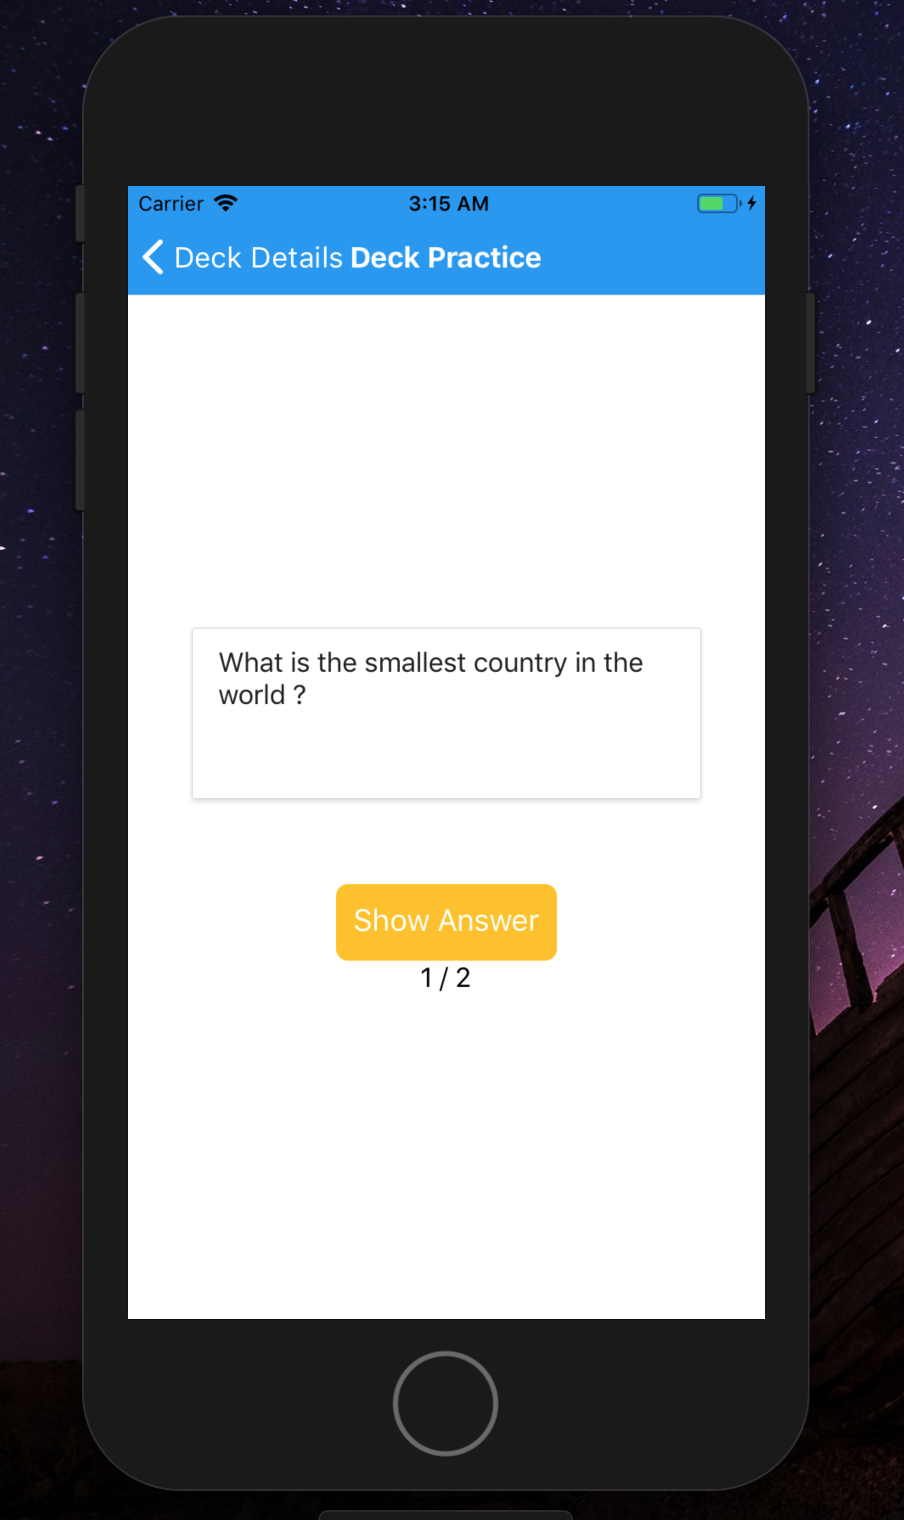 Carrier 3:15 AM
Deck Details Deck Practice
What is the smallest country in the
world ?
Show Answer
1 / 2